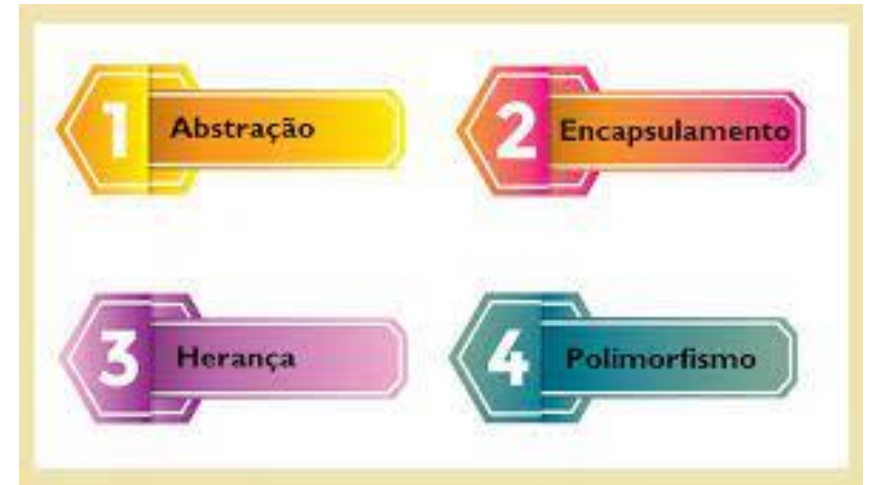 1
Abstração
2
Encapsulamento
3
Herança
4
Polimorfismo